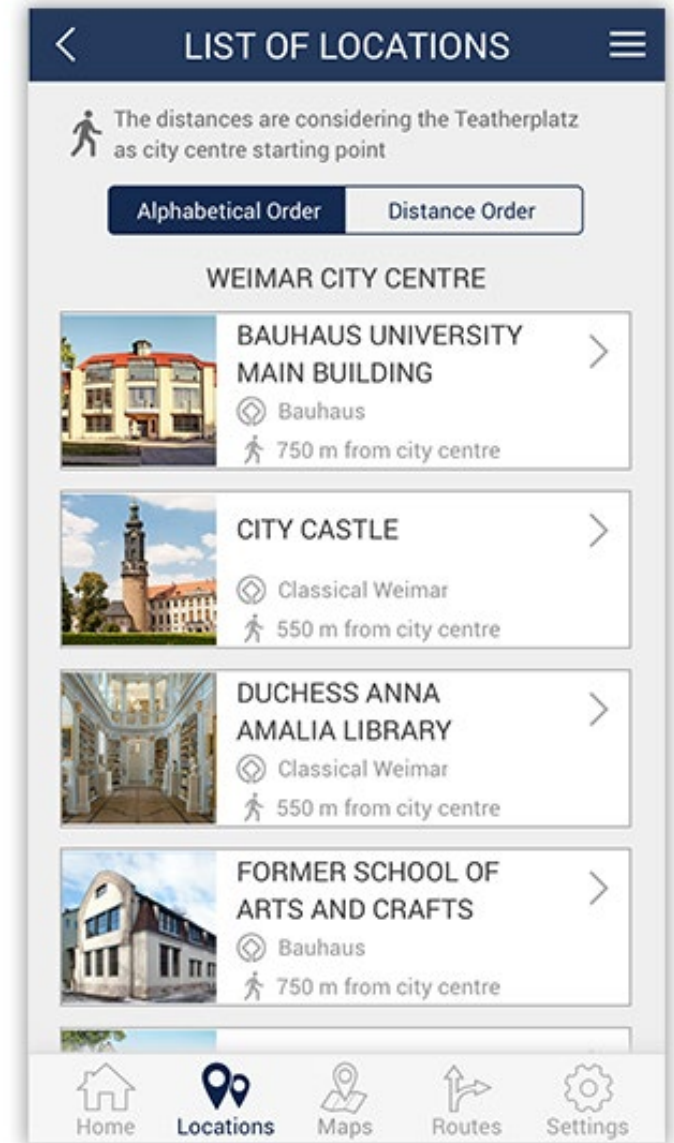 LIST OF LOCATIONS
The distances are considering the Teatherplatz
as city centre starting point
Alphabetical Order
Distance Order
WEIMAR CITY CENTRE
BAUHAUS UNIVERSITY
MAIN BUILDING
Bauhaus
750 m from city centre
CITY CASTLE
Classical Weimar
550 m from city centre
DUCHESS ANNA
AMALIA LIBRARY
Classical Weimar
550 m from city centre
FORMER SCHOOL OF
ARTS AND CRAFTS
Bauhaus
750 m from city centre
Home
Locations
Maps
Routes
Settings